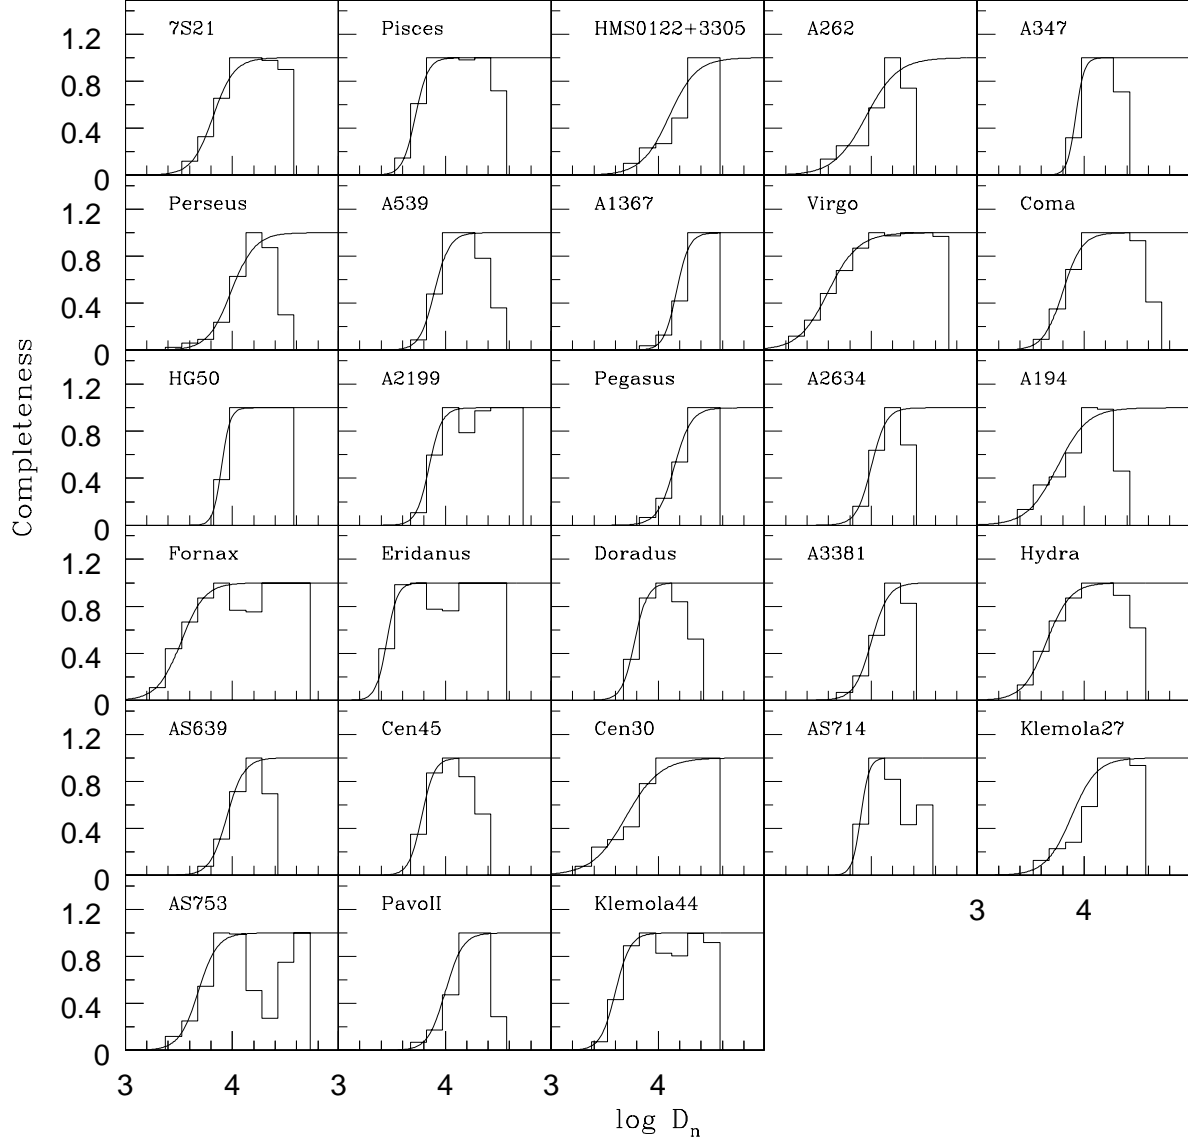 1.2 7S21 Pisces HMS0122+3305 A262 A347
0.8
0.4
0
1.2 Perseus A539 A1367 Virgo Coma
0.8
0.4
0
1.2 HG50 A2199 Pegasus A2634 A194
0.8
0.4
0
Completeness
1.2 Fornax Eridanus Doradus A3381 Hydra
0.8
0.4
0
1.2 AS639 Cen45 Cen30 AS714 Klemola27
0.8
0.4
0
1.2 AS753 PavoII Klemola44 3 4
0.8
0.4
0
3 4 3 4 3 4
log Dn